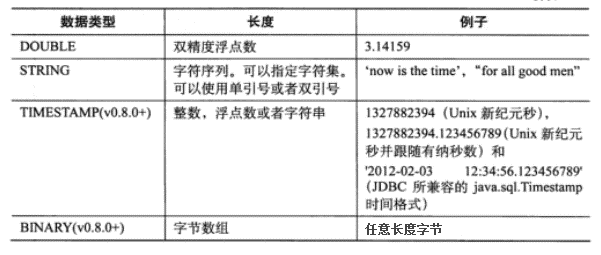 数据类型 长度 例子
DOUBLE 双精度浮点数 3.14159
STRING 字符序列。可以指定字符集。 'now is the time', “for all good men”
可以使用单引号或者双引号
TIMESTAMP(v0.8.0+) 整数，浮点数或者字符串 1327882394（Unix 新纪元秒），
1327882394.123456789（Unix 新纪元
秒并跟随有纳秒数）和
'2012-02-03 12:34:56.123456789'
（JDBC 所兼容的 java.sql.Timestamp
时间格式）
BINARY(v0.8.0+) 字节数组 任意长度字节